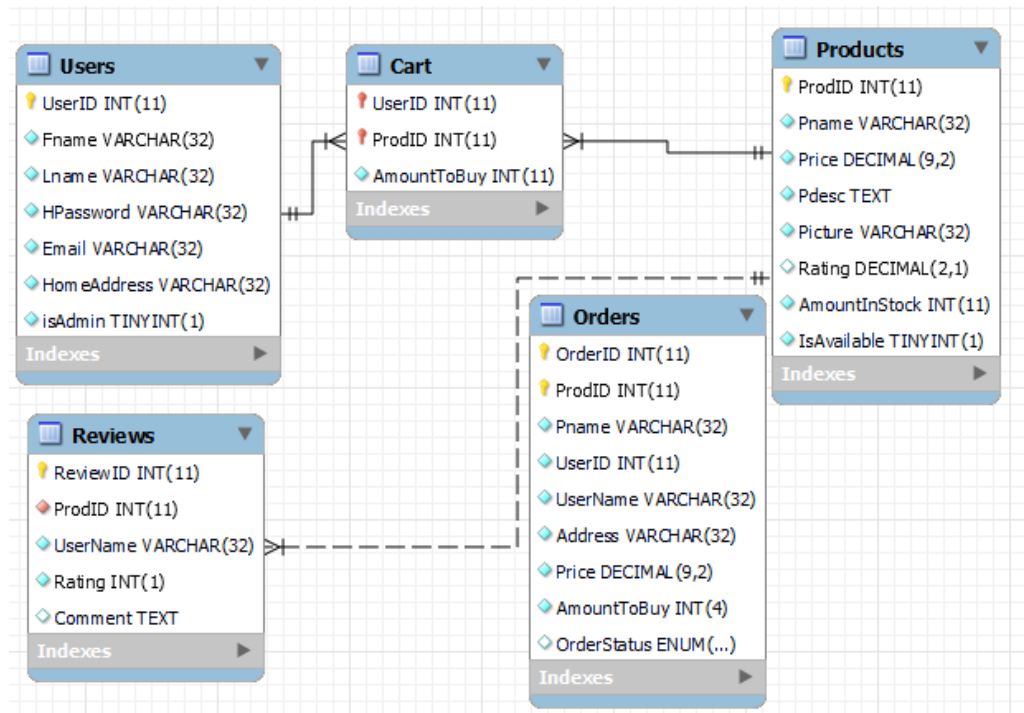 Users
UserID INT(11)
Fname VARCHAR(32)
Lname VARCHAR(32)
HPassword VARCHAR(32)
Email VARCHAR(32)
HomeAddress VARCHAR(32)
isAdmin TINYINT(1)
Indexes
Cart
UserID INT(11)
ProdID INT(11)
AmountToBuy INT(11)
Indexes
Products
ProdID INT(11)
Pname VARCHAR(32)
Price DECIMAL(9,2)
Pdesc TEXT
Picture VARCHAR(32)
Rating DECIMAL(2,1)
AmountInStock INT(11)
IsAvailable TINYINT(1)
Indexes
Reviews
ReviewID INT(11)
ProdID INT(11)
UserName VARCHAR(32)
Rating INT(1)
Comment TEXT
Indexes
Orders
OrderID INT(11)
ProdID INT(11)
Pname VARCHAR(32)
UserID INT(11)
UserName VARCHAR(32)
Address VARCHAR(32)
Price DECIMAL(9,2)
AmountToBuy INT(4)
OrderStatus ENUM(...)
Indexes